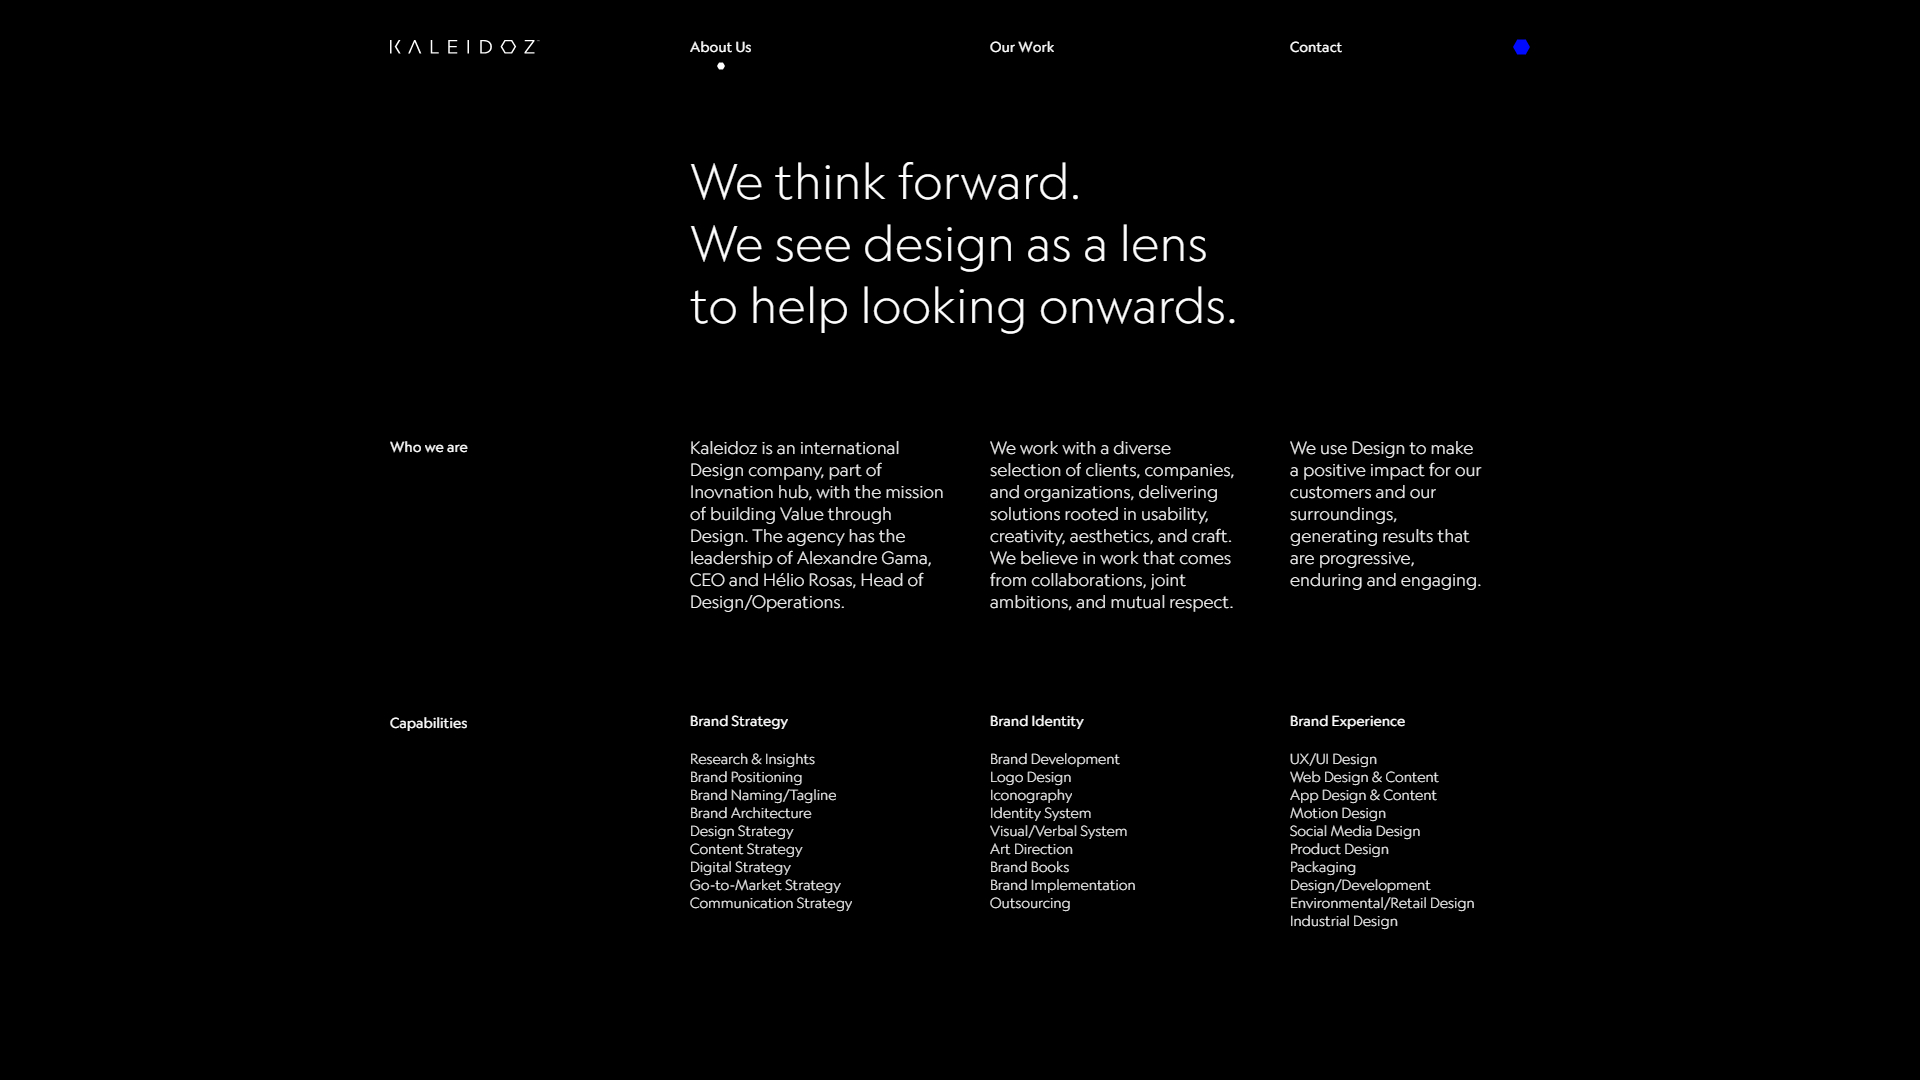 KALEIDOZ
About Us
Our Work
Contact
We think forward.
We see design as a lens
to help looking onwards.
Who we are
Kaleidoz is an international
Design company, part of
Inovnation hub, with the mission
of building Value through
Design. The agency has the
leadership of Alexandre Gama,
CEO and Hélio Rosas, Head of
Design/Operations.
We work with a diverse
selection of clients, companies,
and organizations, delivering
solutions rooted in usability,
creativity, aesthetics, and craft.
We believe in work that comes
from collaborations, joint
ambitions, and mutual respect.
We use Design to make
a positive impact for our
customers and our
surroundings,
generating results that
are progressive,
enduring and engaging.
Capabilities
Brand Strategy
Research & Insights
Brand Positioning
Brand Naming/Tagline
Brand Architecture
Design Strategy
Content Strategy
Digital Strategy
Go-to-Market Strategy
Communication Strategy
Brand Identity
Brand Development
Logo Design
Iconography
Identity System
Visual/Verbal System
Art Direction
Brand Books
Brand Implementation
Outsourcing
Brand Experience
UX/UI Design
Web Design & Content
App Design & Content
Motion Design
Social Media Design
Product Design
Packaging
Design/Development
Environmental/Retail Design
Industrial Design